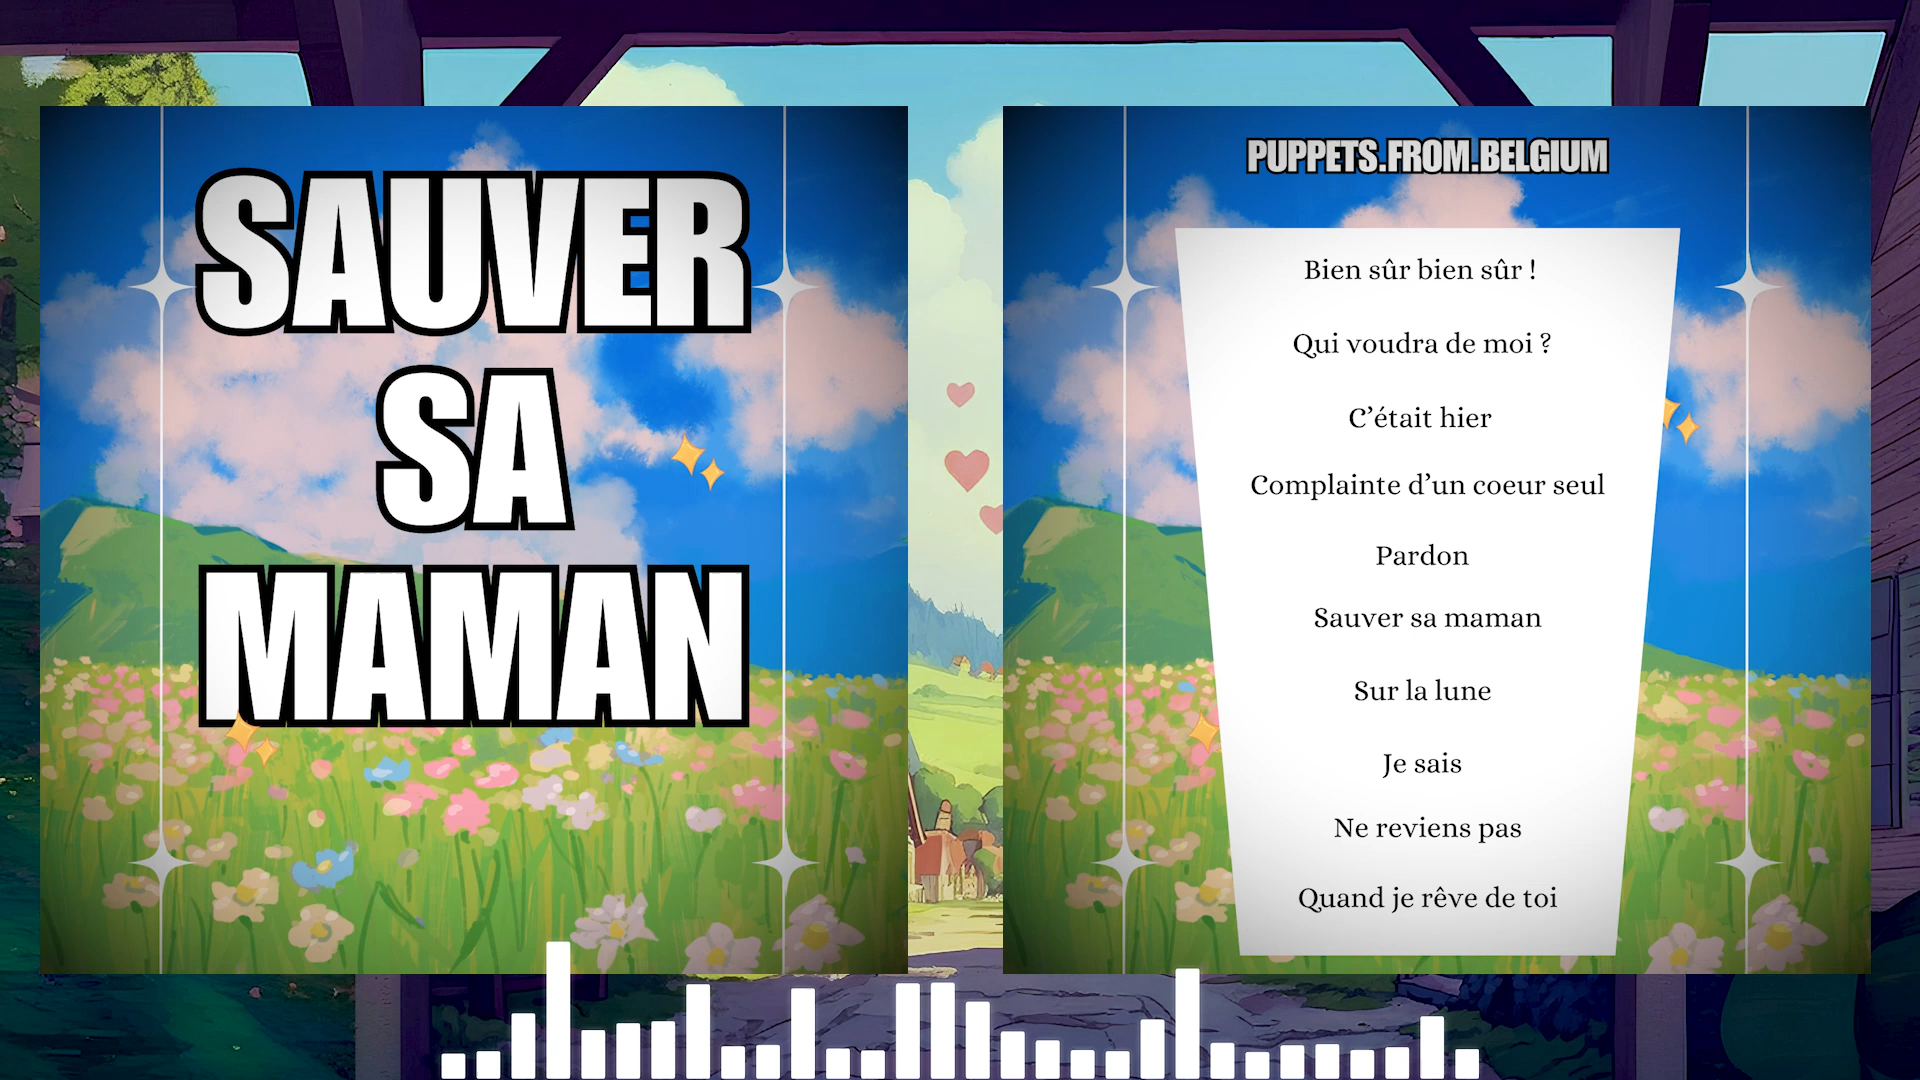 SAUVER
SA
MAMAN
PUPPETS.FROM.BELGIUM
Bien sûr bien sûr !
Qui voudra de moi ?
C’était hier
Complainte d’un coeur seul
Pardon
Sauver sa maman
Sur la lune
Je sais
Ne reviens pas
Quand je rêve de toi